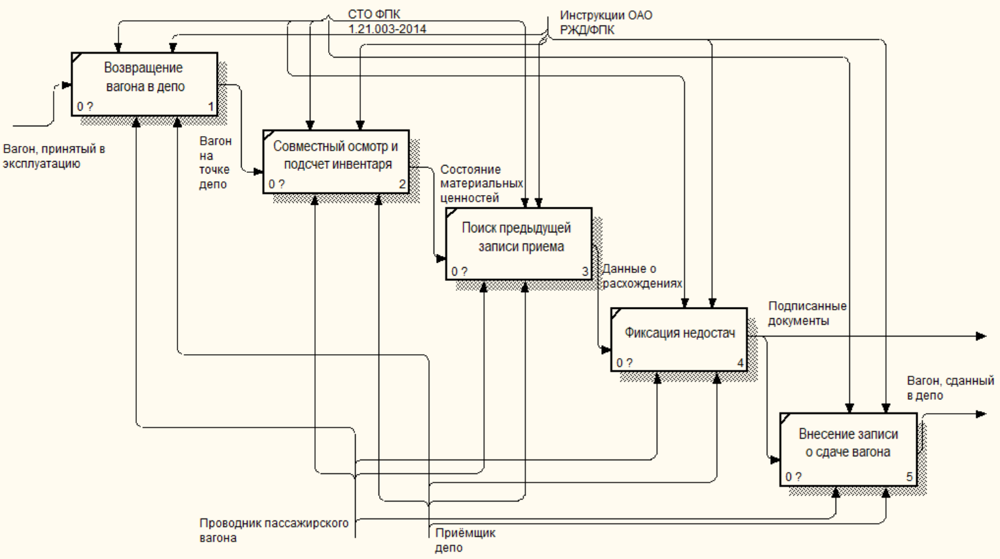 СТО ФПК
1.21.003-2014
Инструкции ОАО
РЖД/ФПК
Возвращение
вагона в депо
0 ?
1
Вагон, принятый в
эксплуатацию
Вагон
на
точке
депо
Совместный осмотр и
подсчет инвентаря
0 ?
2
Состояние
материальных
ценностей
Поиск предыдущей
записи приема
0 ?
3
Данные о
расхождениях
Фиксация недостач
0 ?
4
Подписанные
документы
Вагон, сданный
в депо
Внесение записи
о сдаче вагона
0 ?
5
Проводник пассажирского
вагона
Приёмщик
депо